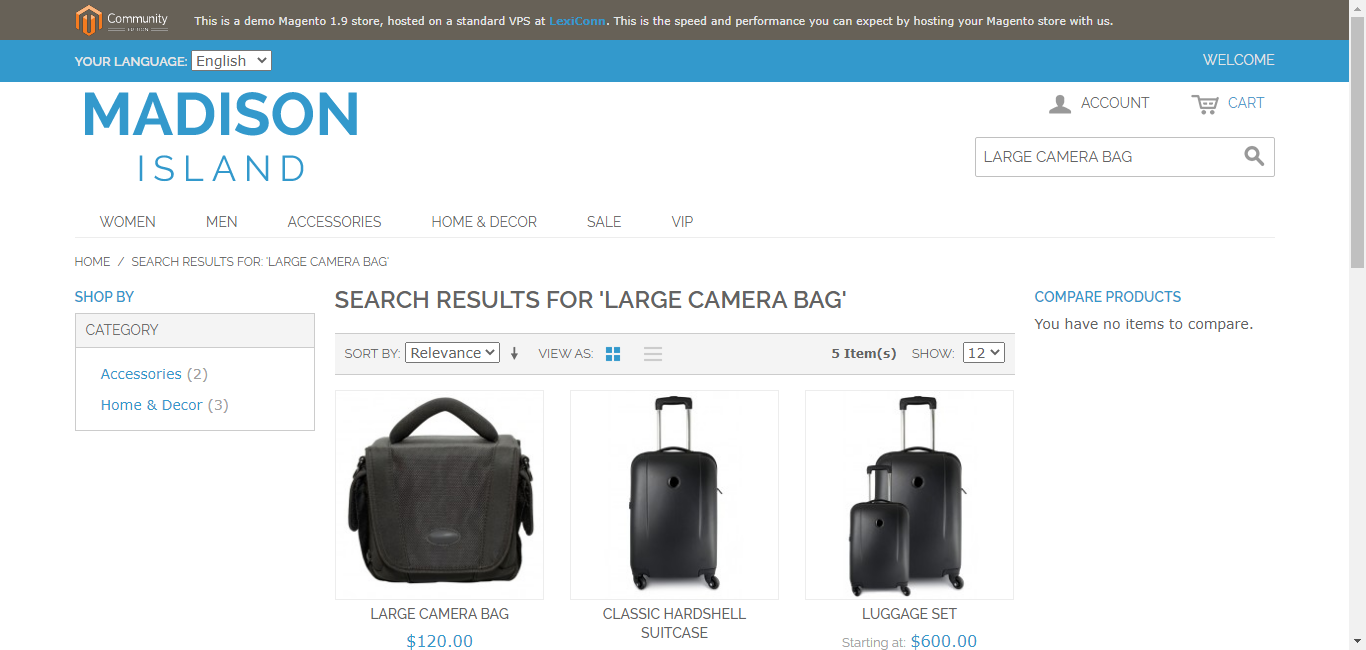 Community
This is a demo Magento 1.9 store, hosted on a standard VPS at LexiConn. This is the speed and performance you can expect by hosting your Magento store with us.
YOUR LANGUAGE: English
WELCOME
MADISON
ISLAND
ACCOUNT
CART
LARGE CAMERA BAG
WOMEN MEN ACCESSORIES HOME & DECOR SALE VIP
HOME / SEARCH RESULTS FOR: 'LARGE CAMERA BAG'
SHOP BY
CATEGORY
Accessories (2)
Home & Decor (3)
SEARCH RESULTS FOR 'LARGE CAMERA BAG'
SORT BY: Relevance VIEW AS: 5 Item(s) SHOW: 12
LARGE CAMERA BAG
$120.00
CLASSIC HARDSHELL
SUITCASE
LUGGAGE SET
Starting at: $600.00
COMPARE PRODUCTS
You have no items to compare.